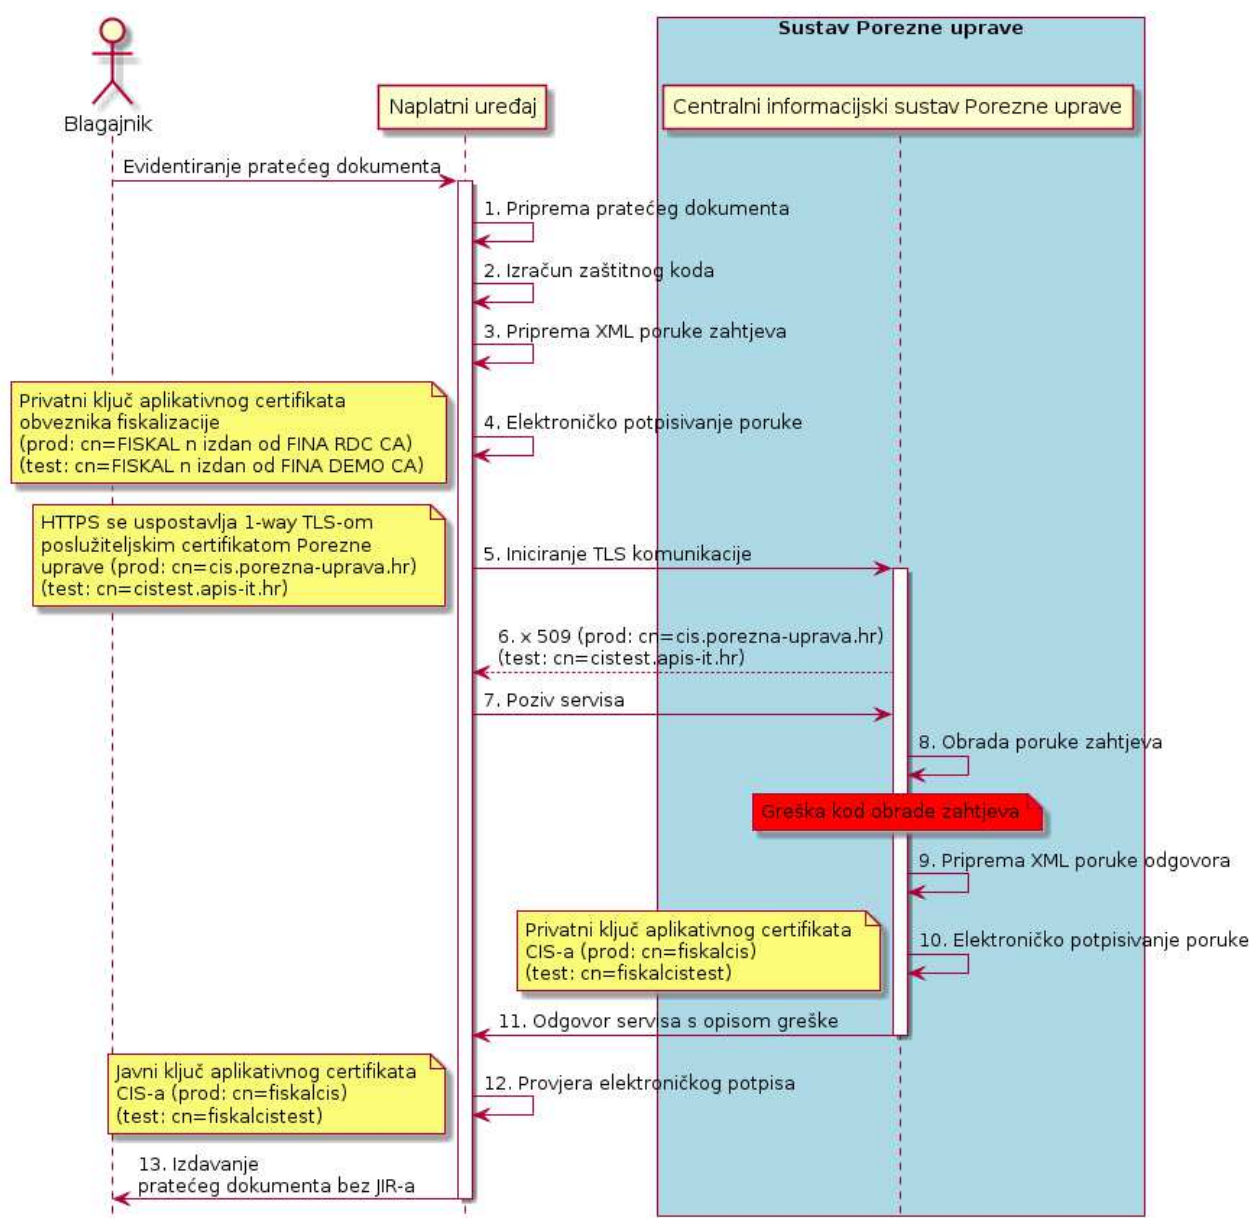 Sustav Porezne uprave
Blagajnik
Naplatni uređaj
Centralni informacijski sustav Porezne uprave
Evidentiranje pratećeg dokumenta
1. Priprema pratećeg dokumenta
2. Izračun zaštitnog koda
3. Priprema XML poruke zahtjeva
Privatni ključ aplikativnog certifikata
obveznika fiskalizacije
(prod: cn=FISKAL n izdan od FINA RDC CA)
(test: cn=FISKAL n izdan od FINA DEMO CA)
4. Elektroničko potpisivanje poruke
HTTPS se uspostavlja 1-way TLS-om
poslužiteljskim certifikatom Porezne
uprave (prod: cn=cis.porezna-uprava.hr)
(test: cn=cistest.apis-it.hr)
5. Iniciranje TLS komunikacije
6. x 509 (prod: cn=cis.porezna-uprava.hr)
(test: cn=cistest.apis-it.hr)
7. Poziv servisa
8. Obrada poruke zahtjeva
Greška kod obrade zahtjeva
9. Priprema XML poruke odgovora
Privatni ključ aplikativnog certifikata
CIS-a (prod: cn=fiskalcis)
(test: cn=fiskalcistest)
10. Elektroničko potpisivanje poruke
11. Odgovor servisa s opisom greške
Javni ključ aplikativnog certifikata
CIS-a (prod: cn=fiskalcis)
(test: cn=fiskalcistest)
12. Provjera elektroničkog potpisa
13. Izdavanje
pratećeg dokumenta bez JIR-a